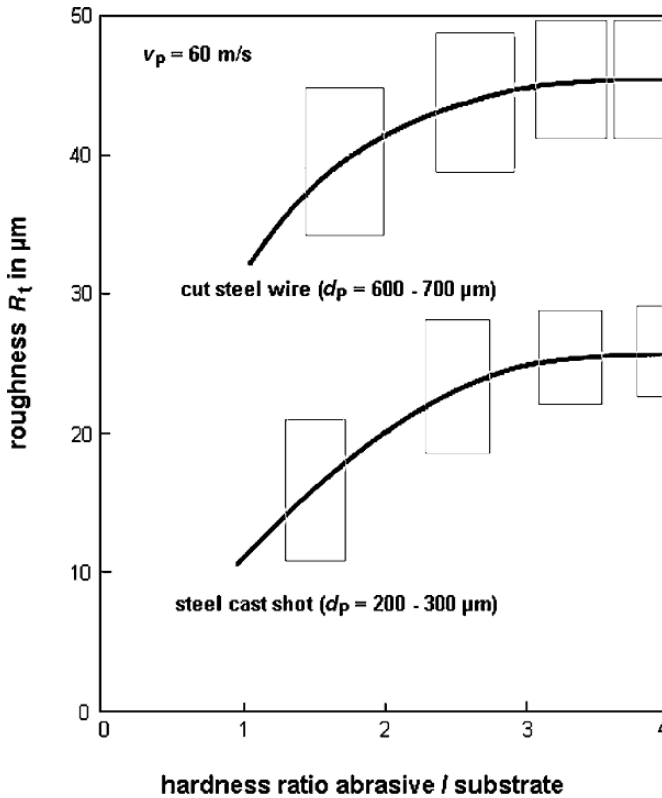 50
vP = 60 m/s
40
cut steel wire (dP = 600 - 700 µm)
30
roughness Rt in µm
20
10
steel cast shot (dP = 200 - 300 µm)
0
0 1 2 3 4
hardness ratio abrasive / substrate